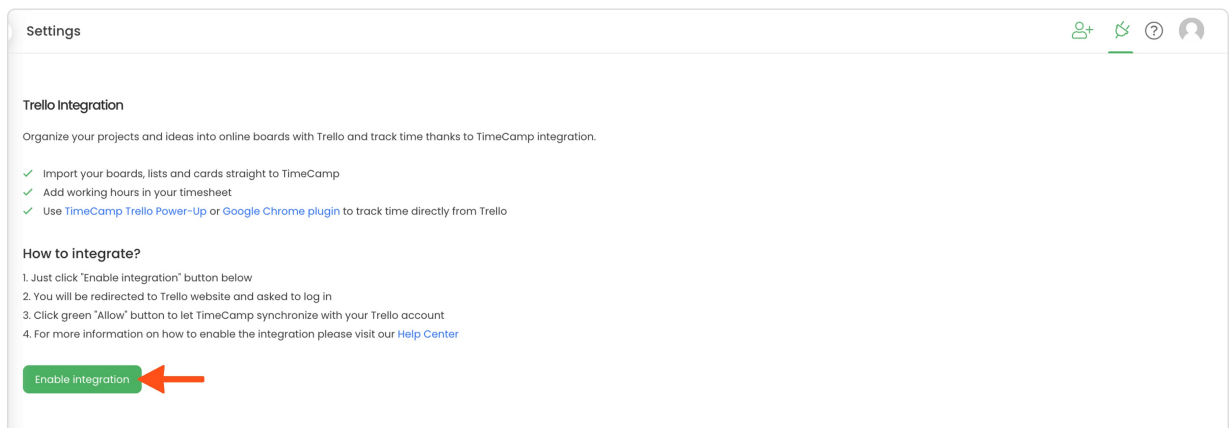 Settings
Trello Integration
Organize your projects and ideas into online boards with Trello and track time thanks to TimeCamp integration.
Import your boards, lists and cards straight to TimeCamp
Add working hours in your timesheet
Use TimeCamp Trello Power-Up or Google Chrome plugin to track time directly from Trello
How to integrate?
1. Just click "Enable integration" button below
2. You will be redirected to Trello website and asked to log in
3. Click green "Allow" button to let TimeCamp synchronize with your Trello account
4. For more information on how to enable the integration please visit our Help Center
Enable integration